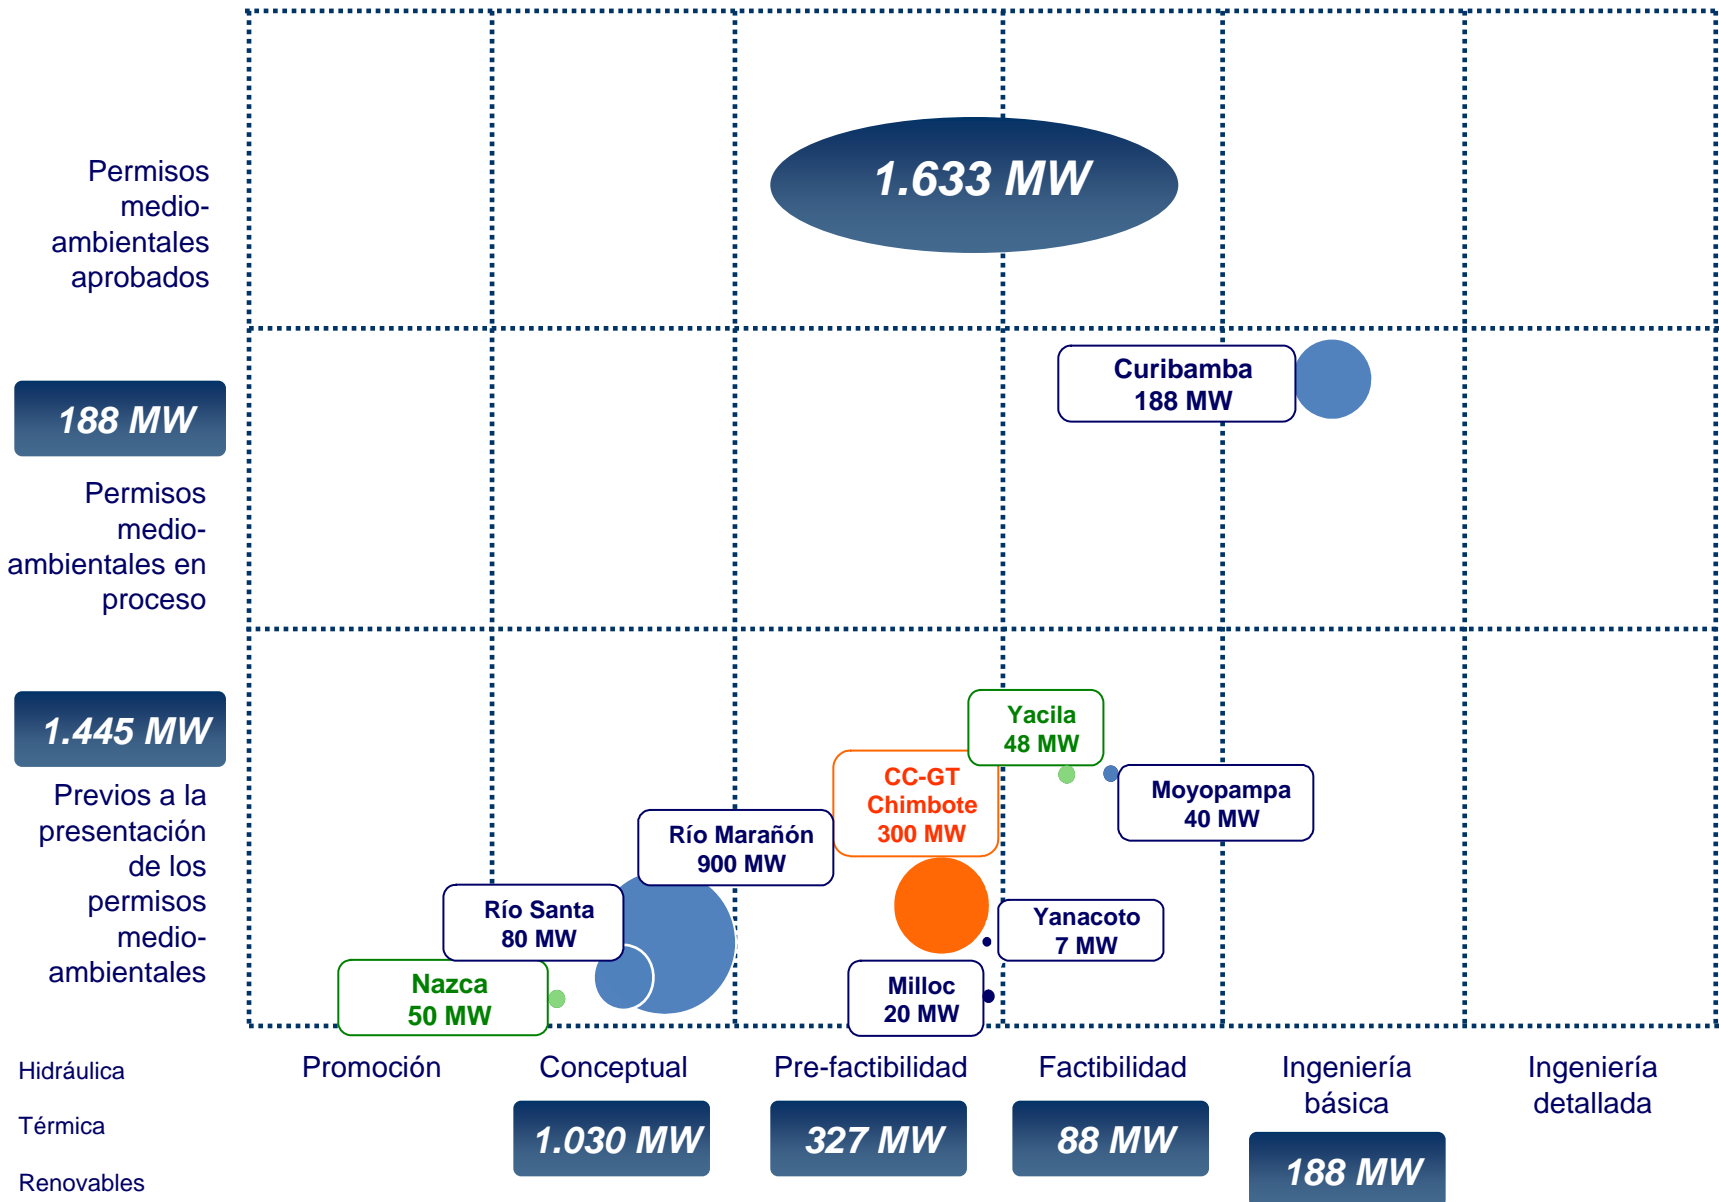 1.633 MW
Permisos
medio-
ambientales
aprobados
Curibamba
188 MW
188 MW
Permisos
medio-
ambientales en
proceso
1.445 MW
Previos a la
presentación
de los
permisos
medio-
ambientales
Yacila
48 MW
CC-GT
Chimbote
300 MW
Moyopampa
40 MW
Río Marañón
900 MW
Río Santa
80 MW
Yanacoto
7 MW
Nazca
50 MW
Milloc
20 MW
Promoción
Conceptual
Pre-factibilidad
Factibilidad
Ingeniería
básica
Ingeniería
detallada
1.030 MW
327 MW
88 MW
188 MW
Hidráulica
Térmica
Renovables